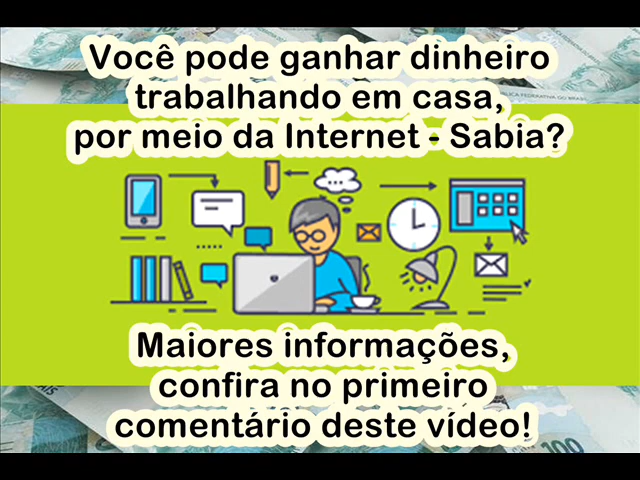 Você pode ganhar dinheiro
trabalhando em casa,
por meio da Internet - Sabia?
Maiores informações,
confira no primeiro
comentário deste vídeo!
100